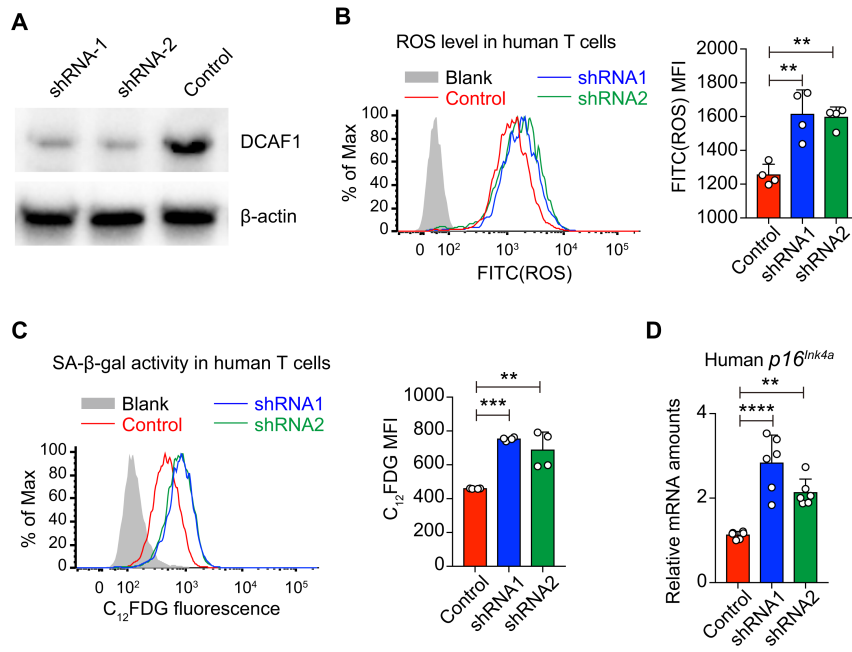 A
shRNA-1
shRNA-2
Control
DCAF1
β-actin
B
ROS level in human T cells
Blank
shRNA1
Control
shRNA2
% of Max
100
80
60
40
20
0
0 10² 10³ 10⁴ 10⁵
FITC(ROS)
FITC(ROS) MFI
2000
1800
1600
1400
1200
1000
**
**
Control
shRNA1
shRNA2
C
SA-β-gal activity in human T cells
Blank
shRNA1
Control
shRNA2
% of Max
100
80
60
40
20
0
0 10² 10³ 10⁴ 10⁵
C₁₂FDG fluorescence
C₁₂FDG MFI
1000
800
600
400
200
0
**
***
Control
shRNA1
shRNA2
D
Human p16ᴵⁿᵏ⁴ᵃ
Relative mRNA amounts
4
2
0
**
****
Control
shRNA1
shRNA2